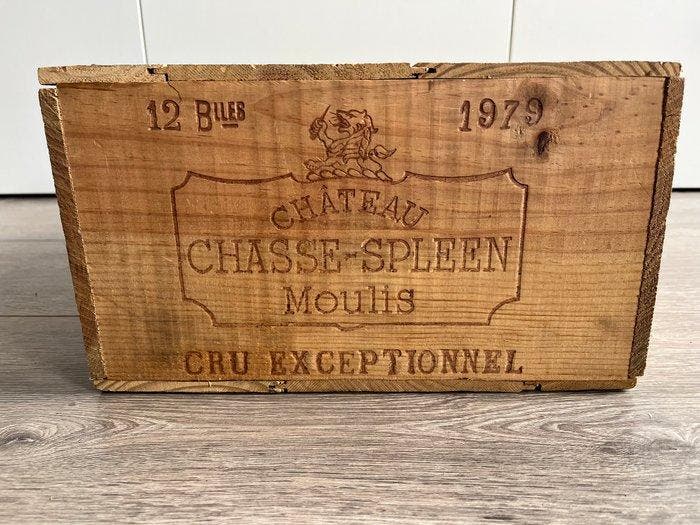 12 Blles 1979
CHÂTEAU
CHASSE-SPLEEN
Moulis
CRU EXCEPTIONNEL